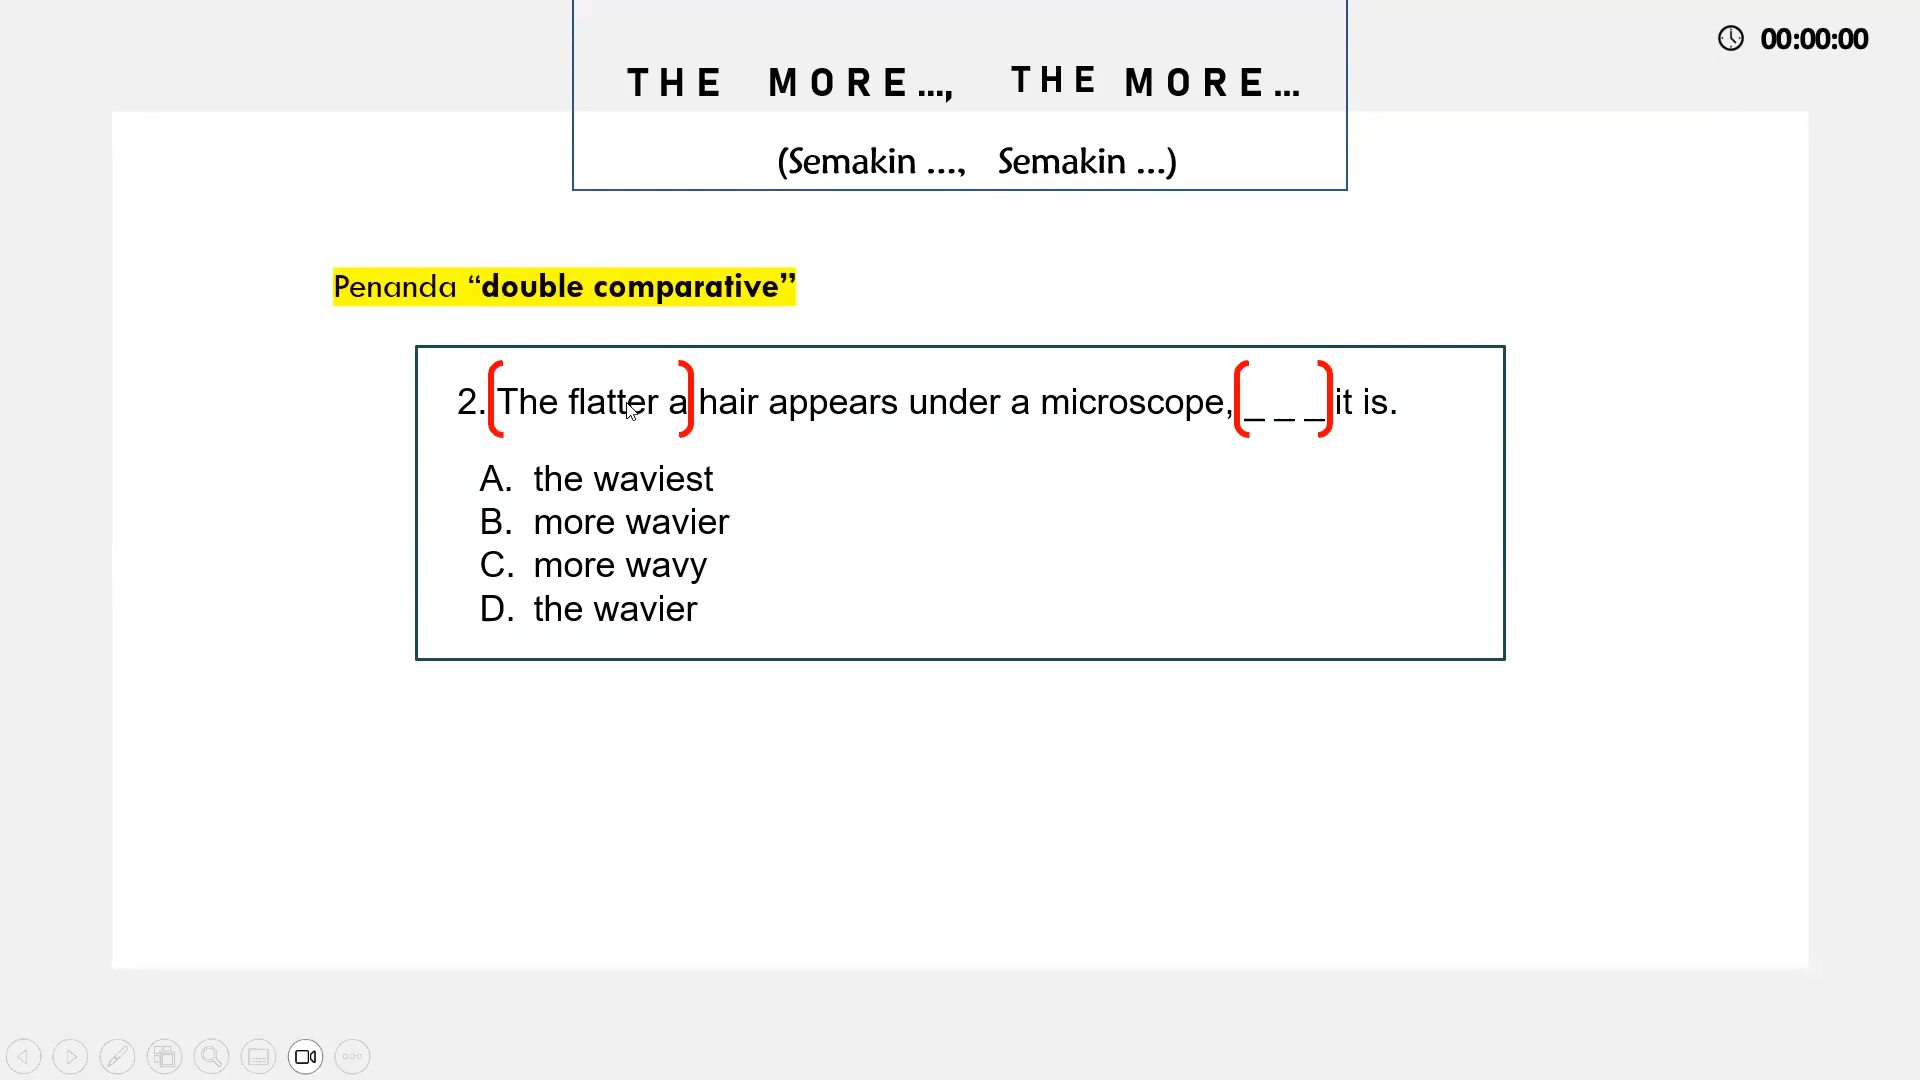 00:00:00
THE MORE…, THE MORE…
(Semakin …, Semakin …)
Penanda “double comparative”
2. The flatter a hair appears under a microscope, _ _ _ it is.
A. the waviest
B. more wavier
C. more wavy
D. the wavier